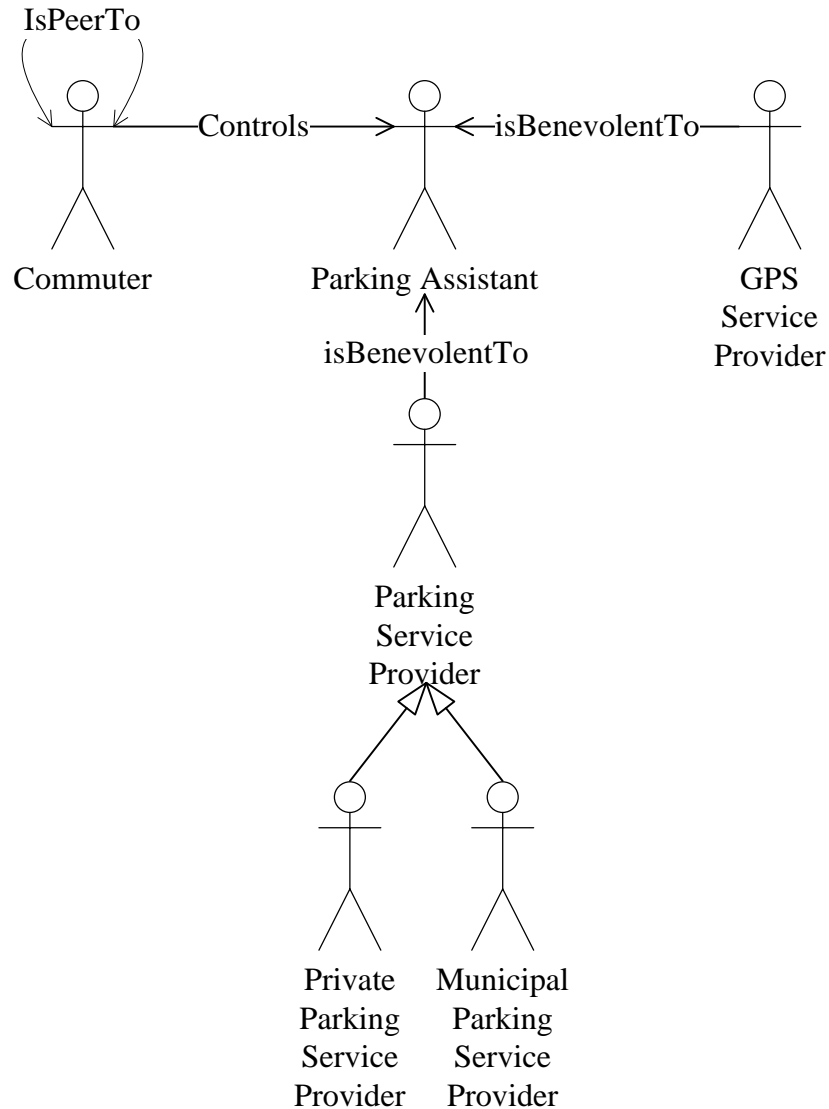 IsPeerTo
Controls
isBenevolentTo
Commuter
Parking Assistant
GPS
Service
Provider
isBenevolentTo
Parking
Service
Provider
Private
Parking
Service
Provider
Municipal
Parking
Service
Provider